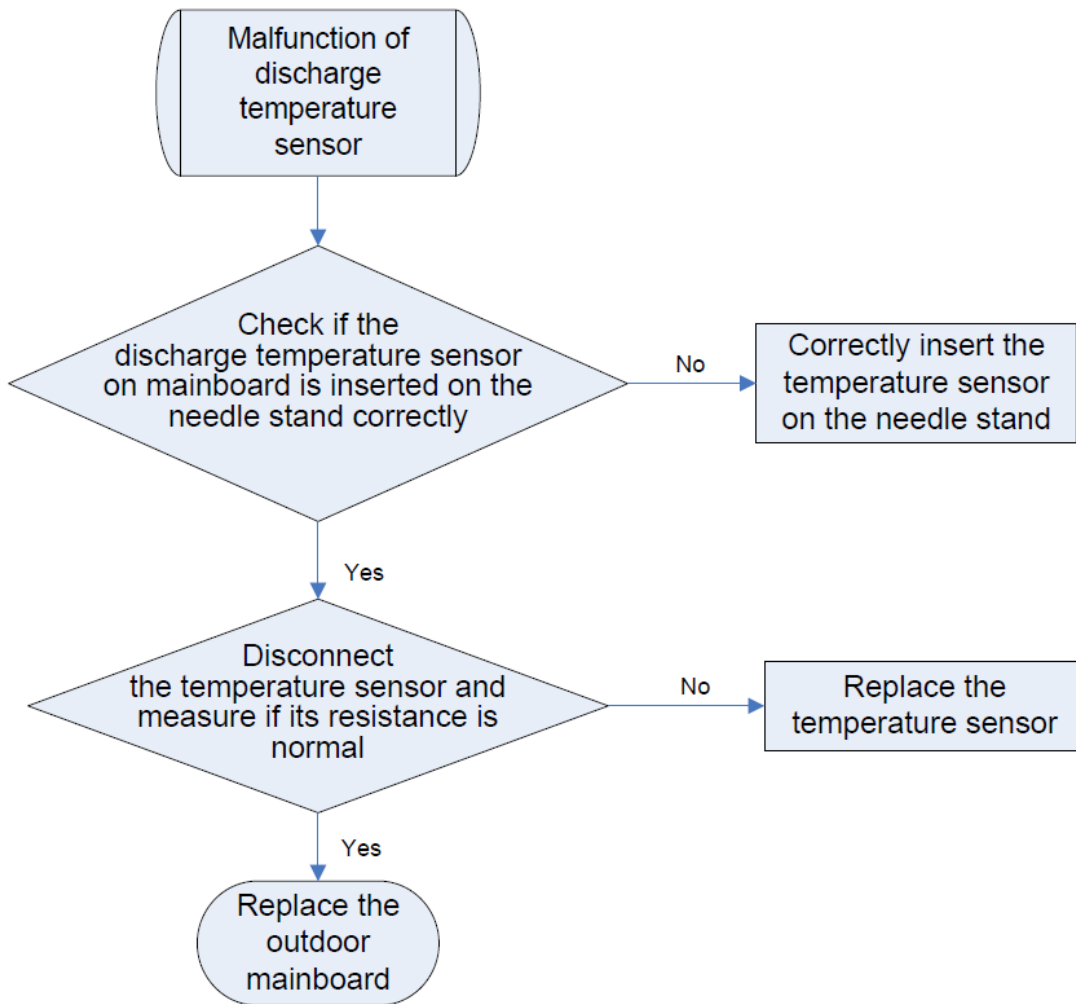 Malfunction of
discharge
temperature
sensor
Check if the
discharge temperature sensor
on mainboard is inserted on the
needle stand correctly
No
Correctly insert the
temperature sensor
on the needle stand
Yes
Disconnect
the temperature sensor and
measure if its resistance is
normal
No
Replace the
temperature sensor
Yes
Replace the
outdoor
mainboard